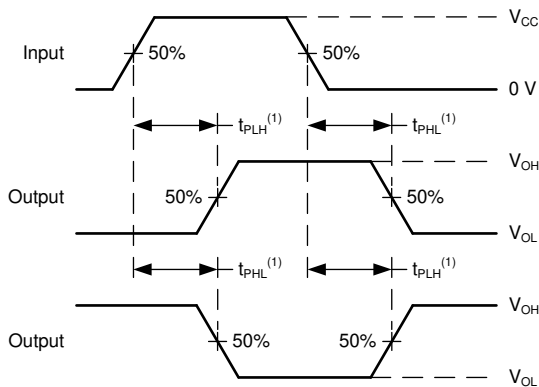 V_CC
Input 50% 50%
0 V
t_PLH^(1) t_PHL^(1)
V_OH
Output 50% 50%
V_OL
t_PHL^(1) t_PLH^(1)
V_OH
Output 50% 50%
V_OL